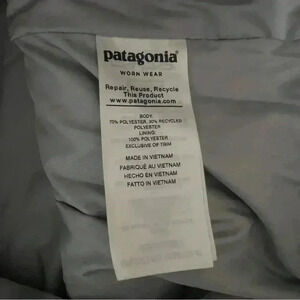 patagonia®
WORN WEAR
Repair, Reuse, Recycle
This Product
www.patagonia.com
BODY:
70% POLYESTER, 30% RECYCLED
POLYESTER
LINING:
100% POLYESTER
EXCLUSIVE OF TRIM
MADE IN VIETNAM
FABRIQUÉ AU VIETNAM
HECHO EN VIETNAM
FATTO IN VIETNAM